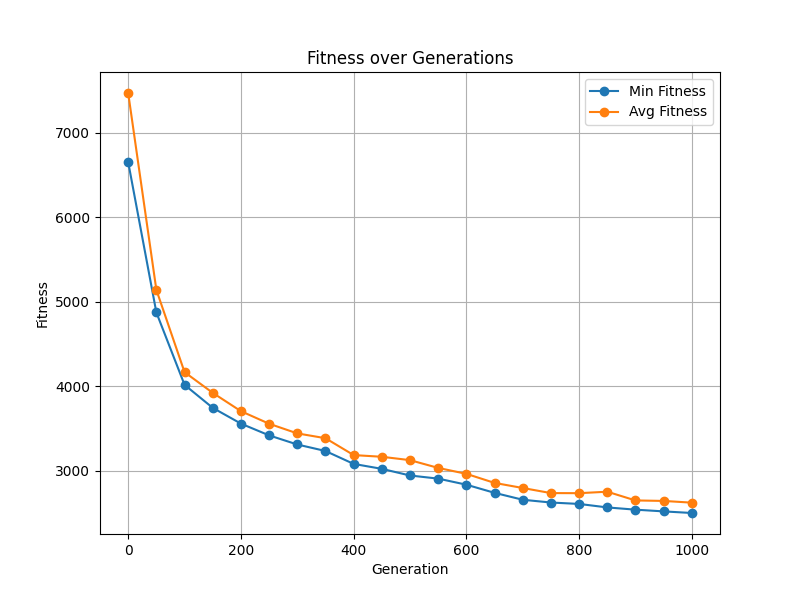 Fitness over Generations
Min Fitness
Avg Fitness
7000
6000
5000
4000
3000
Fitness
0 200 400 600 800 1000
Generation